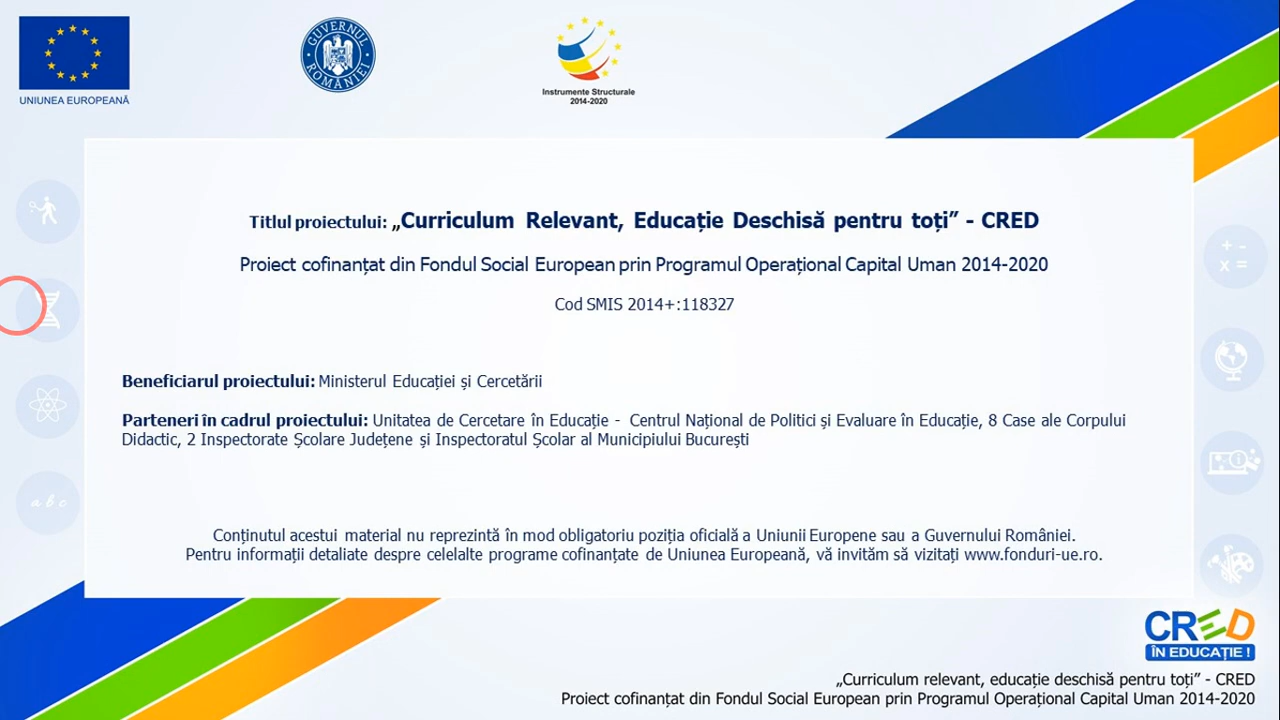 UNIUNEA EUROPEANĂ
GUVERNUL ROMÂNIEI
Instrumente Structurale
2014-2020
Titlul proiectului: „Curriculum Relevant, Educație Deschisă pentru toți” - CRED
Proiect cofinanțat din Fondul Social European prin Programul Operațional Capital Uman 2014-2020
Cod SMIS 2014+:118327
Beneficiarul proiectului: Ministerul Educației și Cercetării
Parteneri în cadrul proiectului: Unitatea de Cercetare în Educație - Centrul Național de Politici și Evaluare în Educație, 8 Case ale Corpului
Didactic, 2 Inspectorate Școlare Județene și Inspectoratul Școlar al Municipiului București
a b c
Conținutul acestui material nu reprezintă în mod obligatoriu poziția oficială a Uniunii Europene sau a Guvernului României.
Pentru informații detaliate despre celelalte programe cofinanțate de Uniunea Europeană, vă invităm să vizitați www.fonduri-ue.ro.
+ -
x =
CRED
ÎN EDUCAȚIE !
„Curriculum relevant, educație deschisă pentru toți” - CRED
Proiect cofinanțat din Fondul Social European prin Programul Operațional Capital Uman 2014-2020